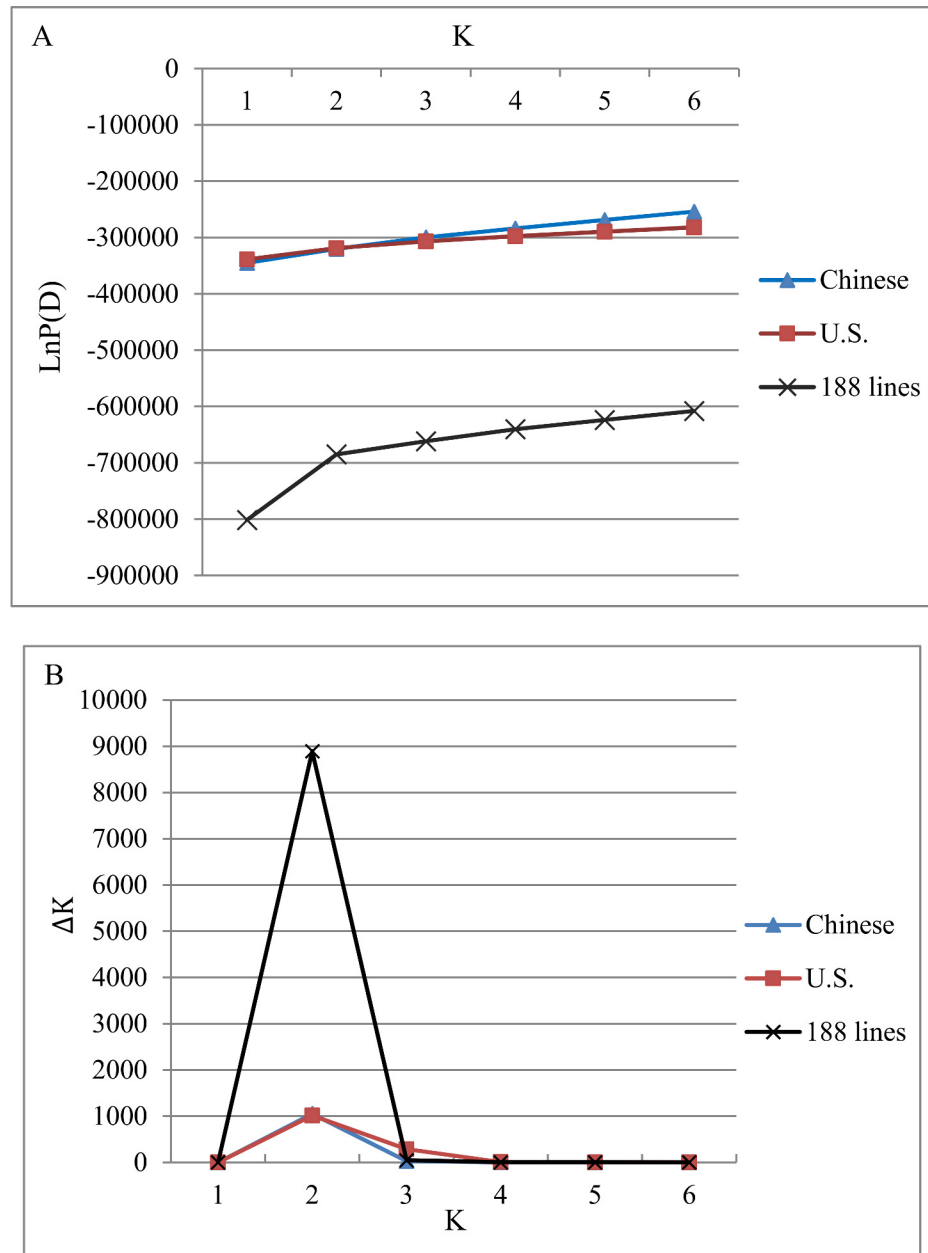 A
K
0
1 2 3 4 5 6
-100000
-200000
-300000
-400000
-500000
-600000
-700000
-800000
-900000
LnP(D)
Chinese
U.S.
188 lines
B
10000
9000
8000
7000
6000
5000
4000
3000
2000
1000
0
ΔK
1 2 3 4 5 6
K
Chinese
U.S.
188 lines